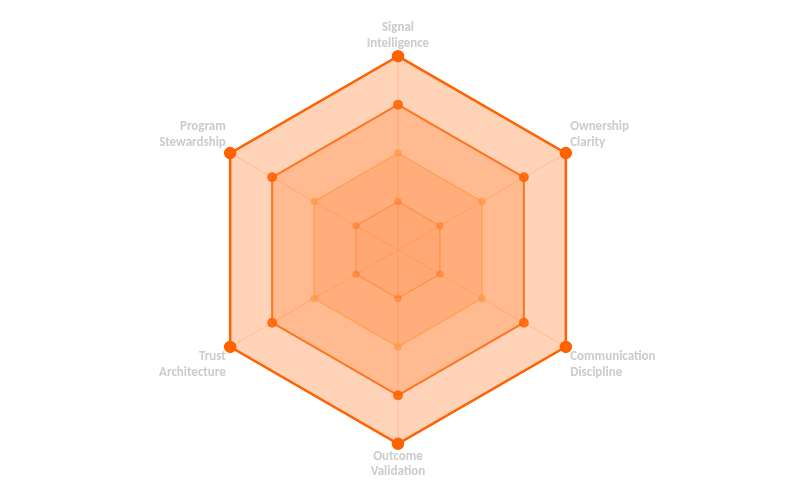 Signal
Intelligence
Program
Stewardship
Ownership
Clarity
Trust
Architecture
Communication
Discipline
Outcome
Validation